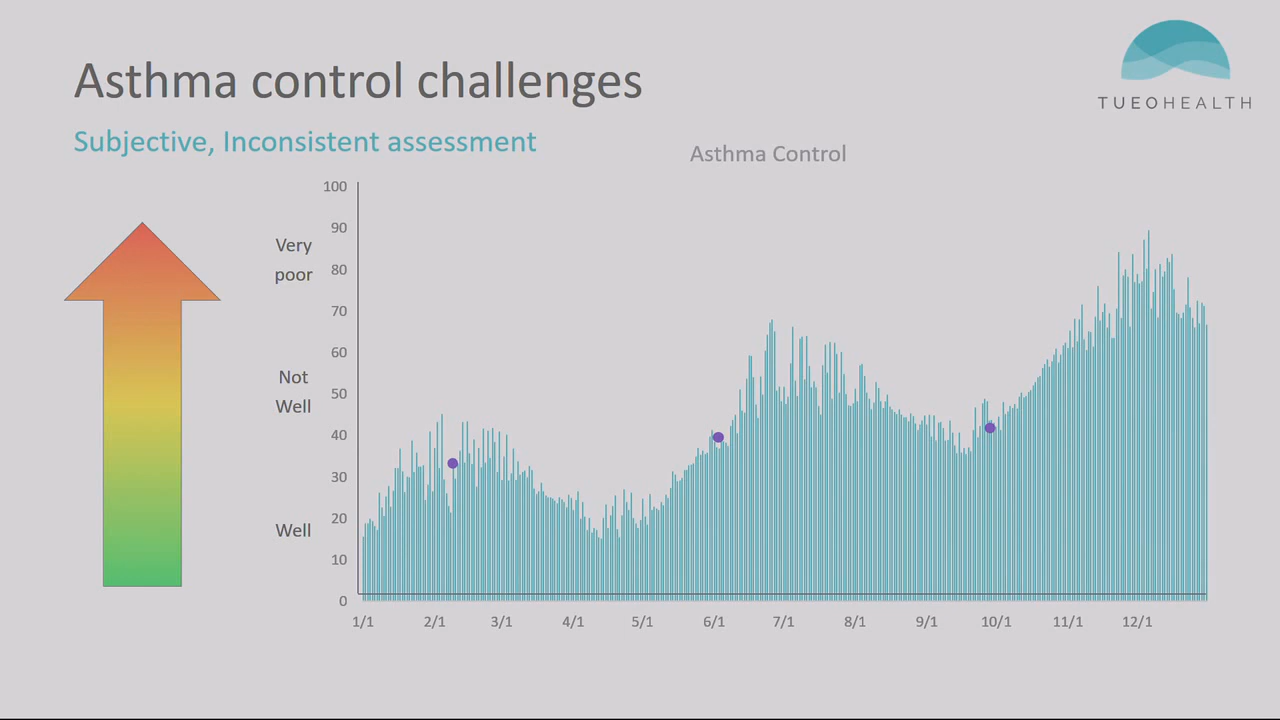 Asthma control challenges
TUEOHEALTH
Subjective, Inconsistent assessment
Asthma Control
100
90
80
70
60
50
40
30
20
10
0
Very
poor
Not
Well
Well
1/1 2/1 3/1 4/1 5/1 6/1 7/1 8/1 9/1 10/1 11/1 12/1